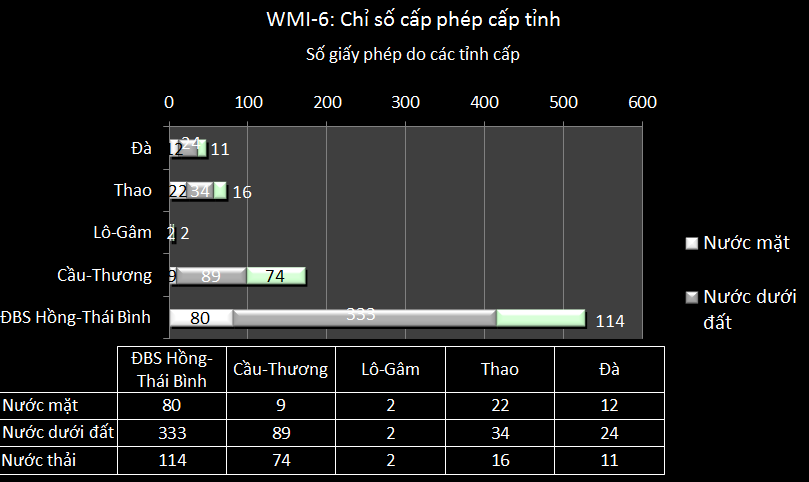 WMI-6: Chỉ số cấp phép cấp tỉnh
Số giấy phép do các tỉnh cấp
0 100 200 300 400 500 600
Đà 12 24 11
Thao 22 34 16
Lô-Gâm 2 2
Cầu-Thương 9 89 74
ĐBS Hồng-Thái Bình 80 333 114
Nước mặt
Nước dưới
đất
ĐBS Hồng-
Thái Bình Cầu-Thương Lô-Gâm Thao Đà
Nước mặt 80 9 2 22 12
Nước dưới đất 333 89 2 34 24
Nước thải 114 74 2 16 11